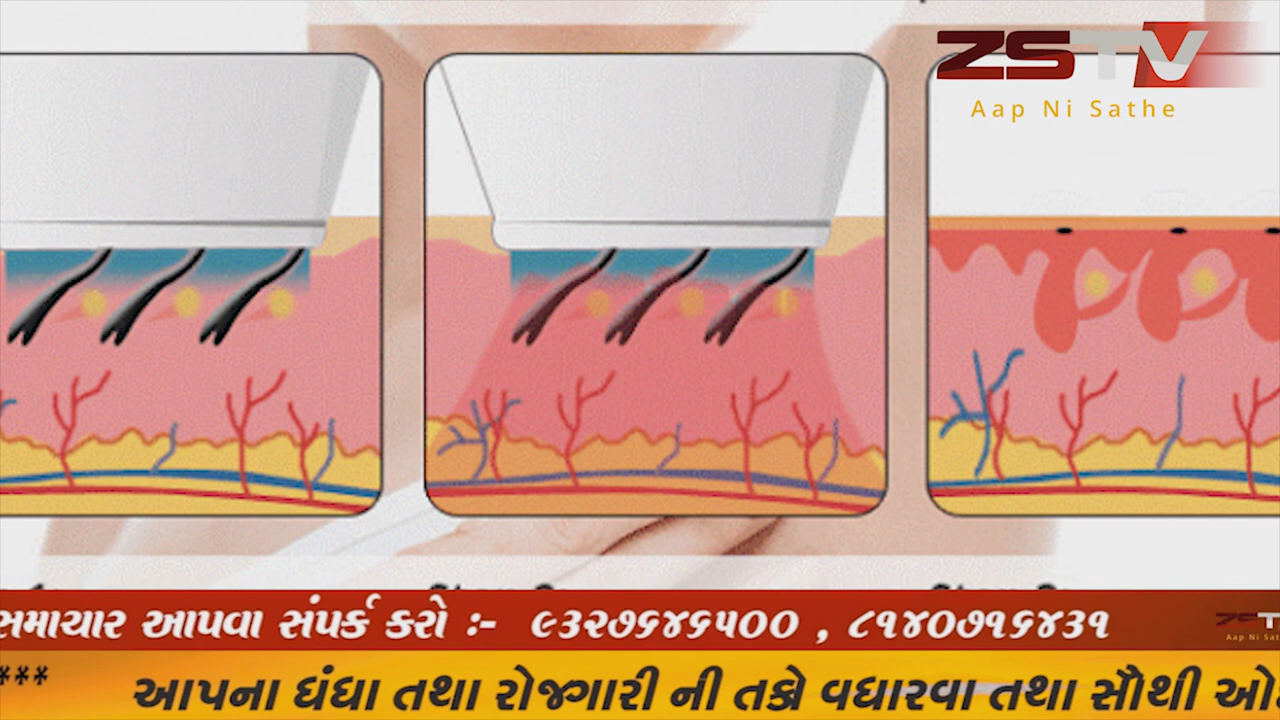 ZSTV
Aap Ni Sathe
સમાચાર આપવા સંપર્ક કરો :- ૯૩૨૭૬૪૬૫૦૦ , ૮૧૪૦૭૧૬૪૩૧
*** આપના ધંધા તથા રોજગારી ની તકો વધારવા તથા સૌથી